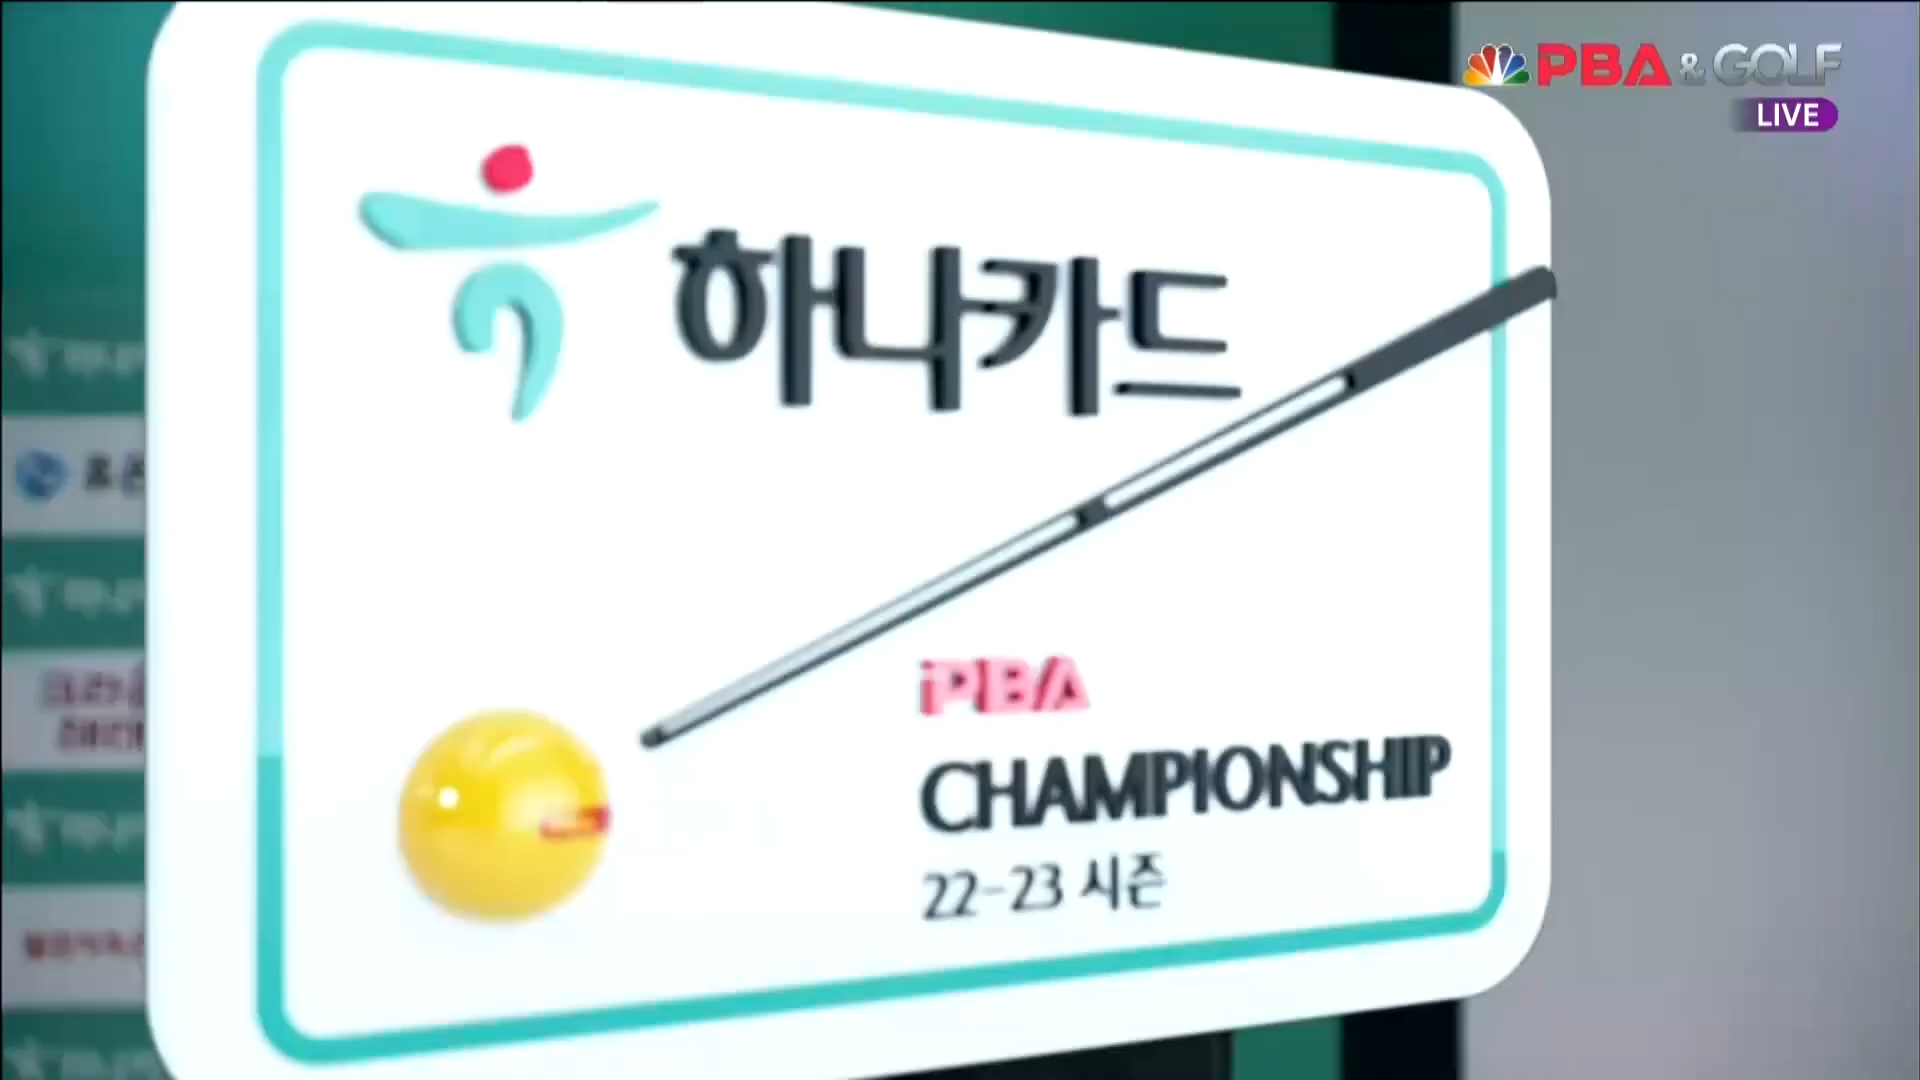 PBA & GOLF
LIVE
하나카드
PBA
CHAMPIONSHIP
22-23 시즌